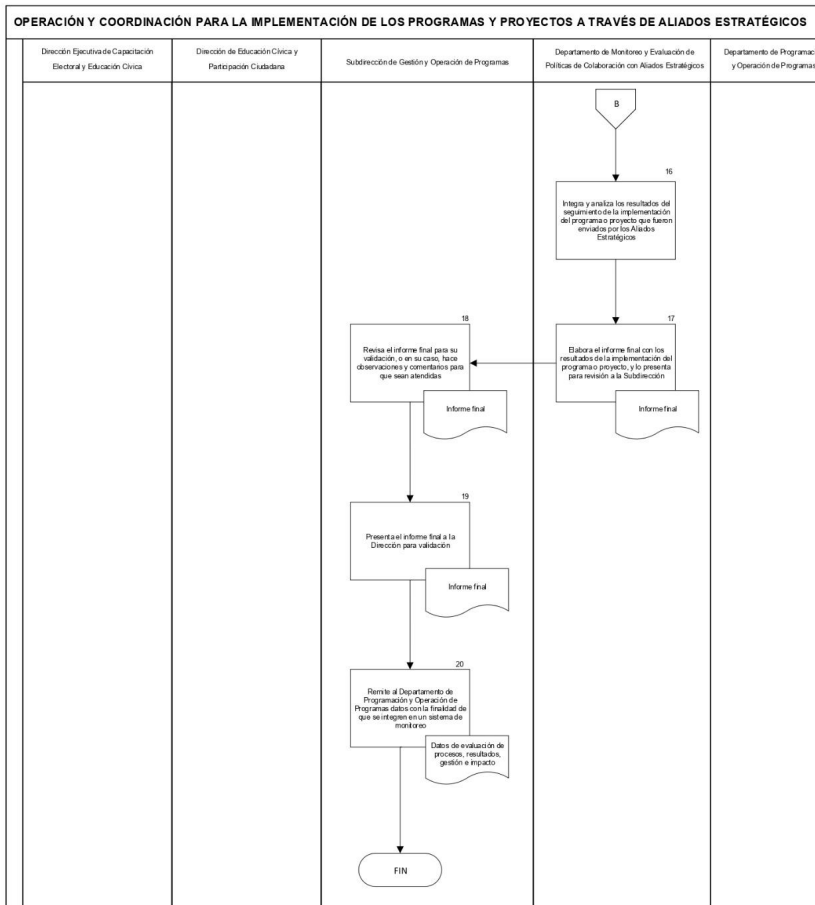 OPERACIÓN Y COORDINACIÓN PARA LA IMPLEMENTACIÓN DE LOS PROGRAMAS Y PROYECTOS A TRAVÉS DE ALIADOS ESTRATÉGICOS
Dirección Ejecutiva de Capacitación
Electoral y Educación Cívica
Dirección de Educación Cívica y
Participación Ciudadana
Subdirección de Gestión y Operación de Programas
Departamento de Monitoreo y Evaluación de
Políticas de Colaboración con Aliados Estratégicos
Departamento de
y Operación de Programas
B
16
Integra y analiza los resultados del
seguimiento de la implementación
del programa o proyecto que fueron
enviados por los Aliados
Estratégicos
18
Revisa el informe final para su
validación, o en su caso, hace
observaciones y comentarios para
que sean atendidas
Informe final
17
Elabora el informe final con los
resultados de la implementación del
programa o proyecto, y lo presenta
para revisión a la Subdirección
Informe final
19
Presenta el informe final a la
Dirección para validación
Informe final
20
Remite al Departamento de
Programación y Operación de
Programas datos con la finalidad de
que se integren en un sistema de
monitoreo
Datos de evaluación de
procesos, resultados,
gestión e impacto
FIN